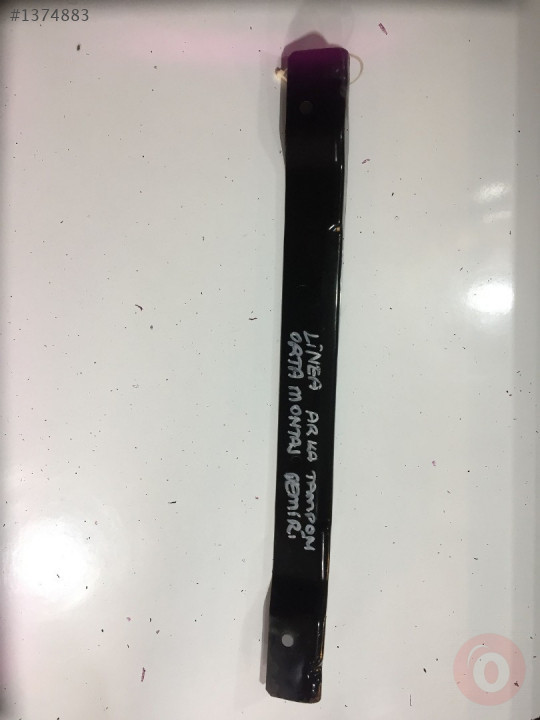 #1374883
LİNEA ARKA TAMPON
ORTA MONTAJ DEMİRİ